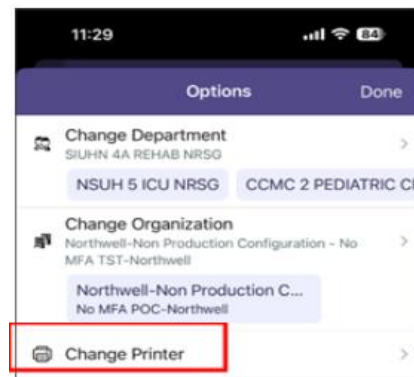 11:29
84
Options
Done
Change Department
SIUHN 4A REHAB NRSG
NSUH 5 ICU NRSG
CCMC 2 PEDIATRIC
Change Organization
Northwell-Non Production Configuration - No
MFA TST-Northwell
Northwell-Non Production C...
No MFA POC-Northwell
Change Printer